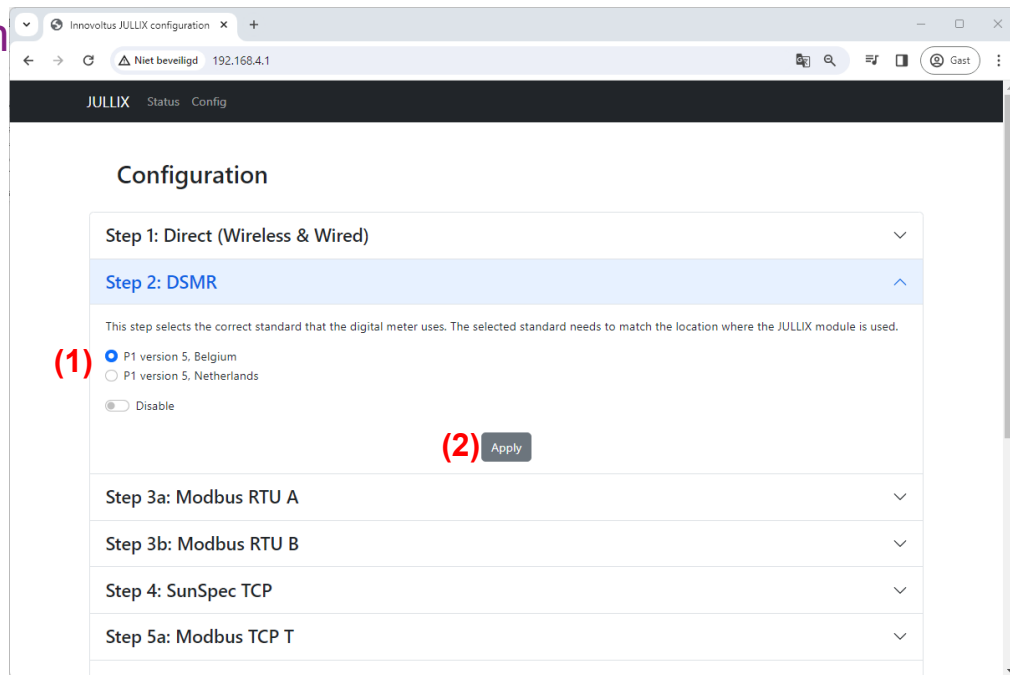 Innovoltus JULLIX configuration
Niet beveiligd 192.168.4.1
Gast
JULLIX Status Config
Configuration
Step 1: Direct (Wireless & Wired)
Step 2: DSMR
This step selects the correct standard that the digital meter uses. The selected standard needs to match the location where the JULLIX module is used.
(1)
P1 version 5, Belgium
P1 version 5, Netherlands
Disable
(2) Apply
Step 3a: Modbus RTU A
Step 3b: Modbus RTU B
Step 4: SunSpec TCP
Step 5a: Modbus TCP T